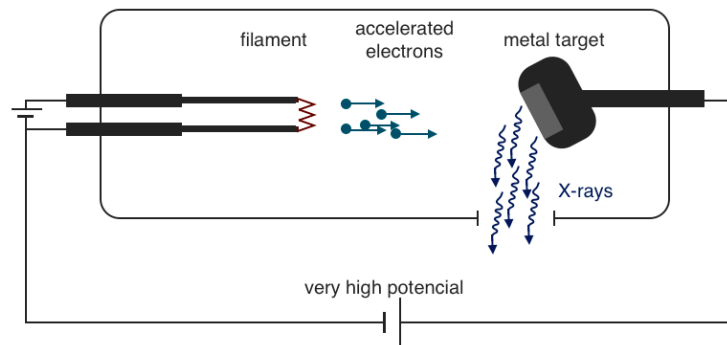 filament
accelerated
electrons
metal target
X-rays
very high potencial